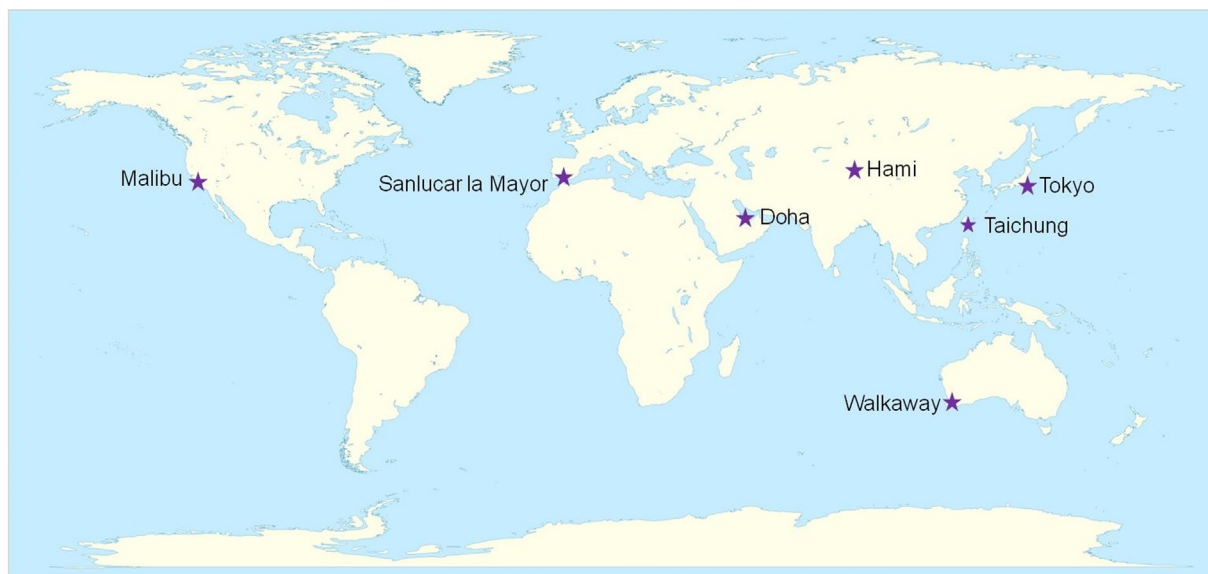 Malibu
Sanlucar la Mayor
Hami
Tokyo
Doha
Taichung
Walkaway